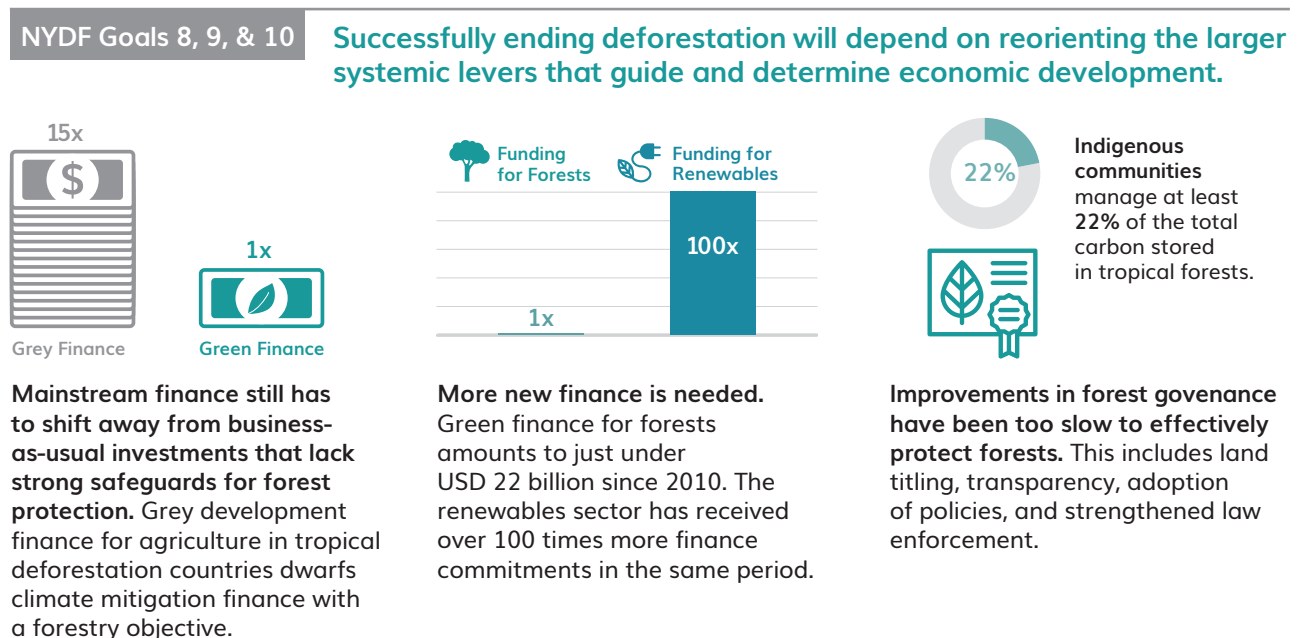 NYDF Goals 8, 9, & 10
Successfully ending deforestation will depend on reorienting the larger
systemic levers that guide and determine economic development.
15x
$
Grey Finance
1x
Green Finance
Mainstream finance still has
to shift away from business-
as-usual investments that lack
strong safeguards for forest
protection. Grey development
finance for agriculture in tropical
deforestation countries dwarfs
climate mitigation finance with
a forestry objective.
Funding
for Forests
Funding for
Renewables
1x
100x
More new finance is needed.
Green finance for forests
amounts to just under
USD 22 billion since 2010. The
renewables sector has received
over 100 times more finance
commitments in the same period.
22%
Indigenous
communities
manage at least
22% of the total
carbon stored
in tropical forests.
Improvements in forest govenance
have been too slow to effectively
protect forests. This includes land
titling, transparency, adoption
of policies, and strengthened law
enforcement.